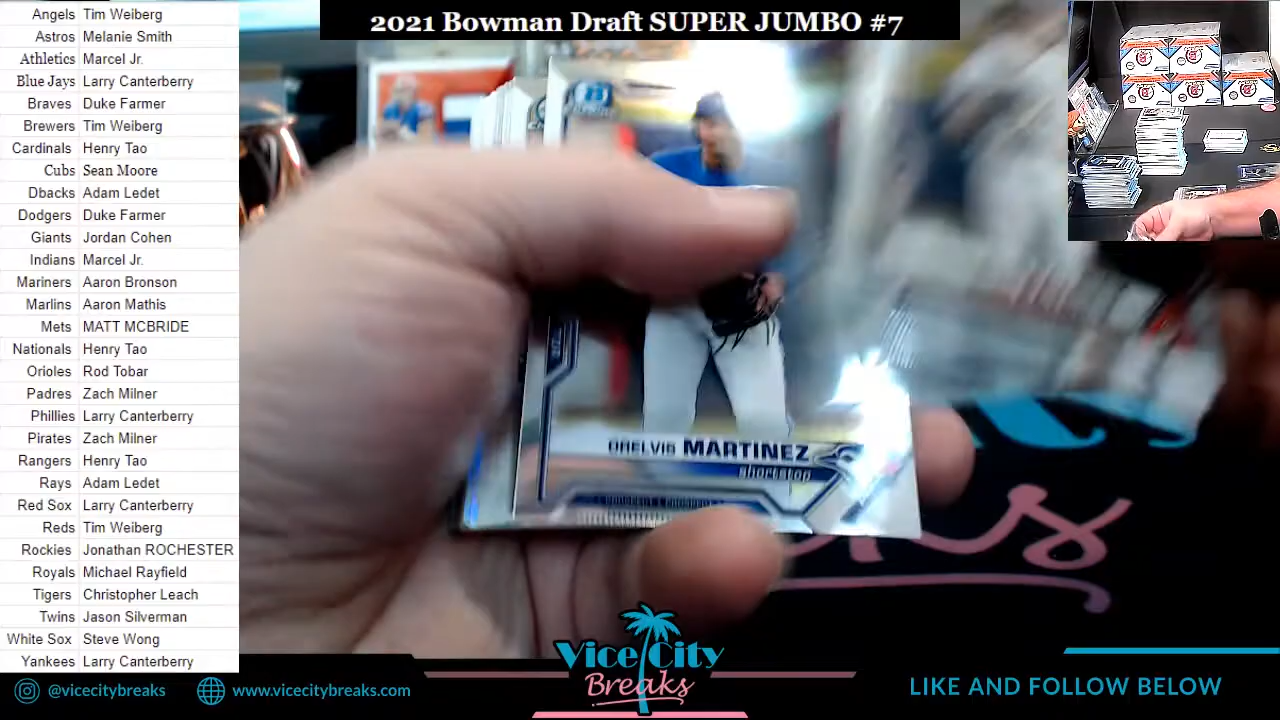 2021 Bowman Draft SUPER JUMBO #7
Angels Tim Weiberg
Astros Melanie Smith
Athletics Marcel Jr.
Blue Jays Larry Canterberry
Braves Duke Farmer
Brewers Tim Weiberg
Cardinals Henry Tao
Cubs Sean Moore
Dbacks Adam Ledet
Dodgers Duke Farmer
Giants Jordan Cohen
Indians Marcel Jr.
Mariners Aaron Bronson
Marlins Aaron Mathis
Mets MATT MCBRIDE
Nationals Henry Tao
Orioles Rod Tobar
Padres Zach Milner
Phillies Larry Canterberry
Pirates Zach Milner
Rangers Henry Tao
Rays Adam Ledet
Red Sox Larry Canterberry
Reds Tim Weiberg
Rockies Jonathan ROCHESTER
Royals Michael Rayfield
Tigers Christopher Leach
Twins Jason Silverman
White Sox Steve Wong
Yankees Larry Canterberry
ORELVIS MARTINEZ
shortstop
@vicecitybreaks
www.vicecitybreaks.com
Vice City
Breaks
LIKE AND FOLLOW BELOW